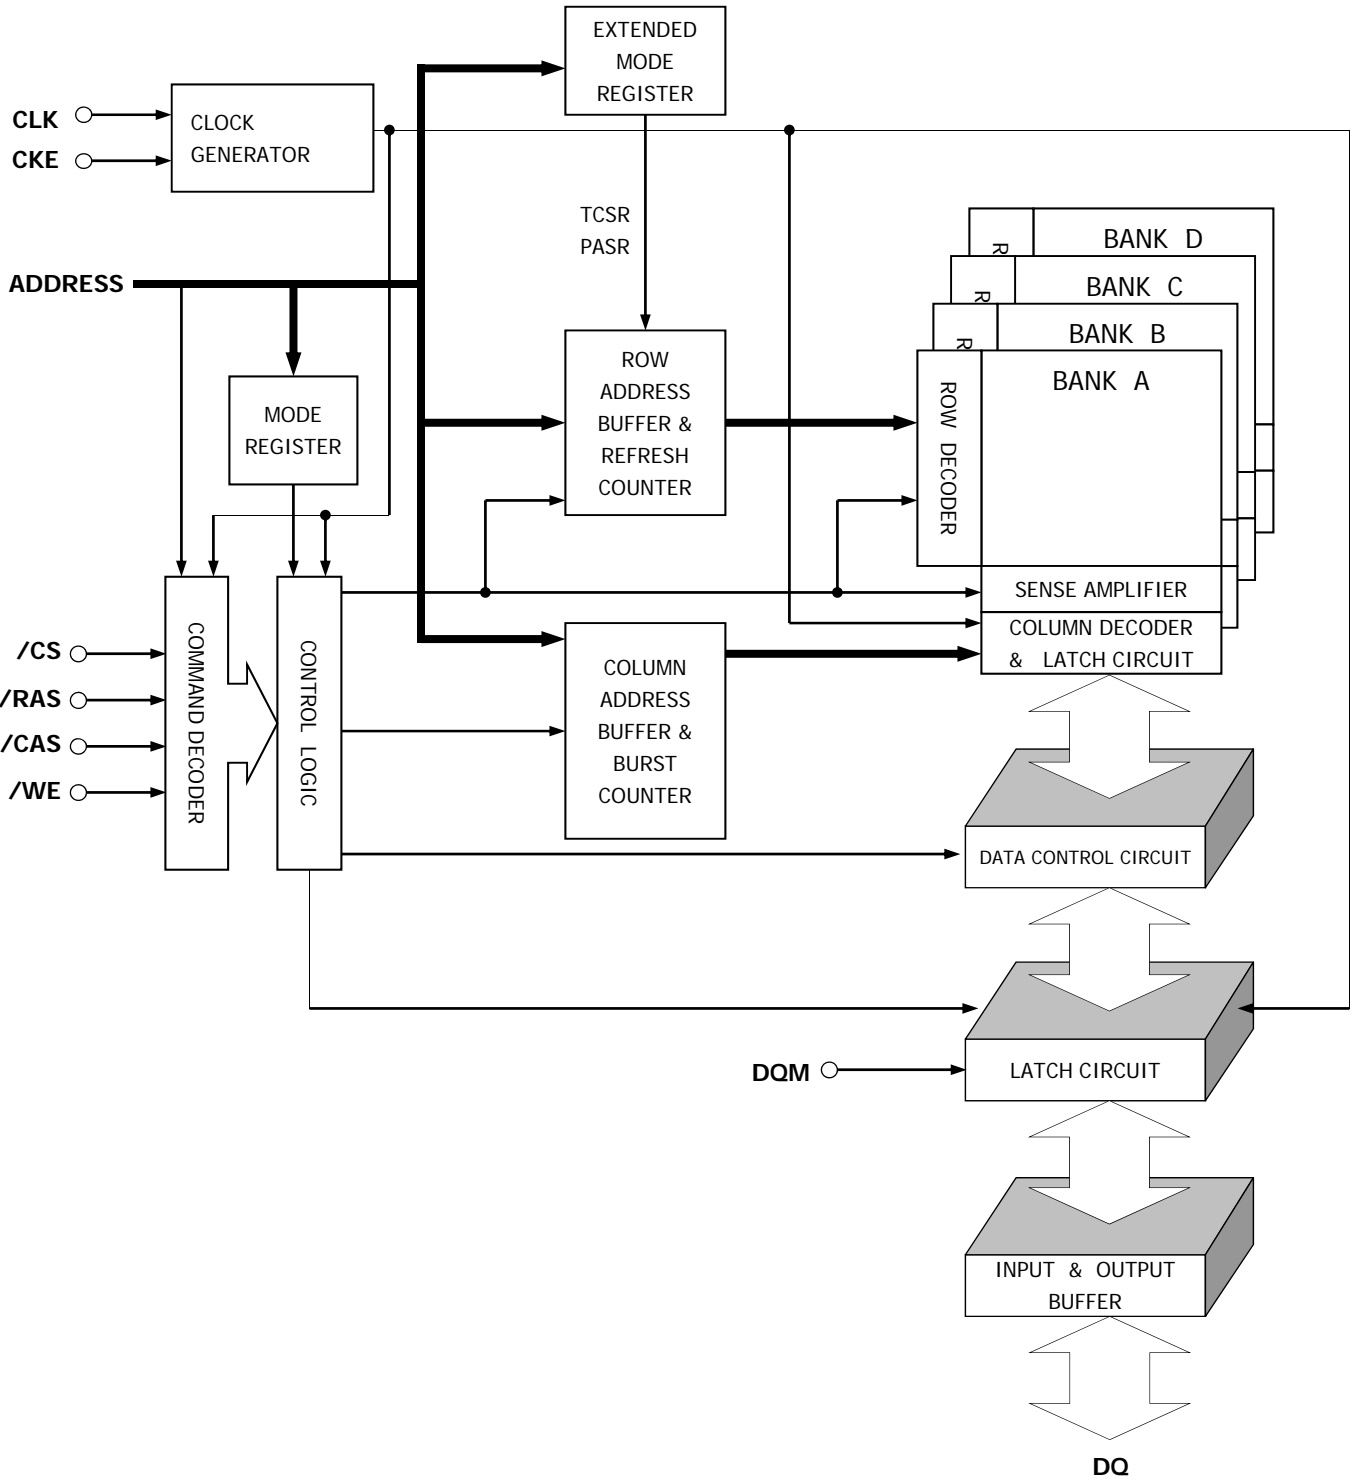 EXTENDED
MODE
REGISTER
CLK
CKE
CLOCK
GENERATOR
TCSR
PASR
ADDRESS
R
BANK D
R
BANK C
R
BANK B
BANK A
ROW DECODER
ROW
ADDRESS
BUFFER &
REFRESH
COUNTER
MODE
REGISTER
SENSE AMPLIFIER
COLUMN DECODER
& LATCH CIRCUIT
/CS
/RAS
/CAS
/WE
COMMAND DECODER
CONTROL LOGIC
COLUMN
ADDRESS
BUFFER &
BURST
COUNTER
DATA CONTROL CIRCUIT
DQM
LATCH CIRCUIT
INPUT & OUTPUT
BUFFER
DQ